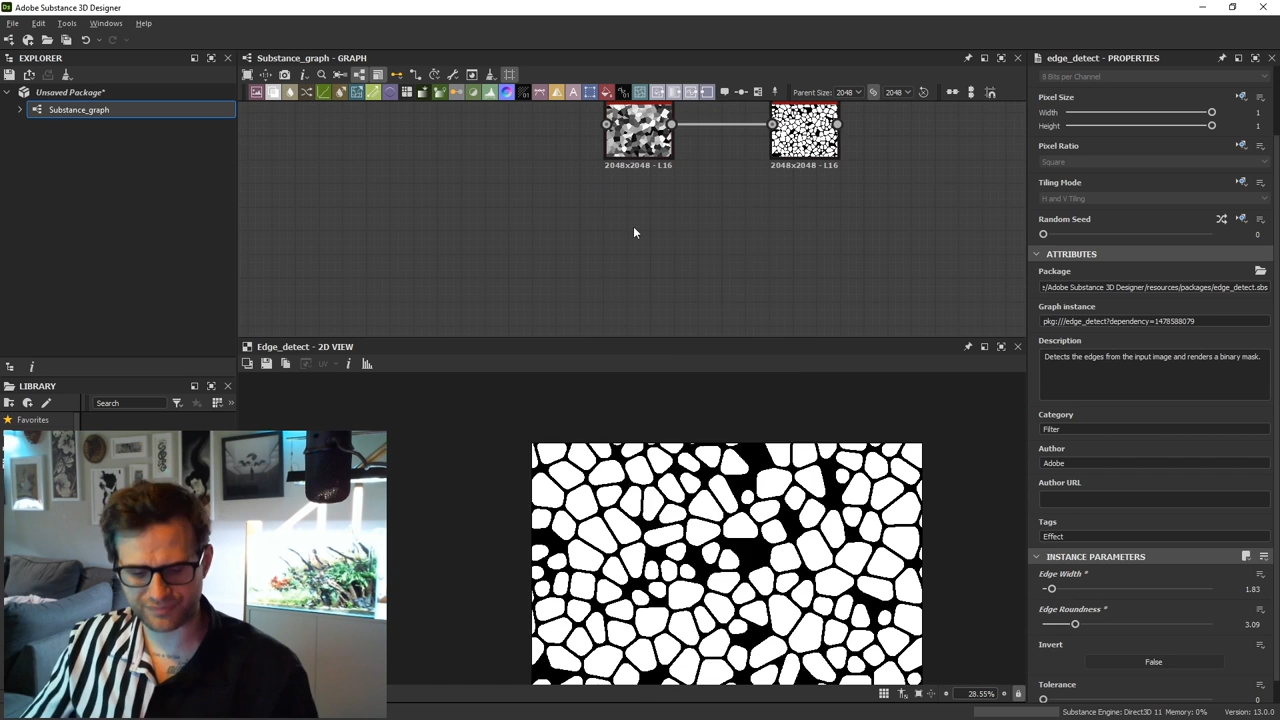 Adobe Substance 3D Designer
File Edit Tools Windows Help
EXPLORER
Unsaved Package*
Substance_graph
LIBRARY
Search
Favorites
Substance_graph - GRAPH
Parent Size: 2048
2048
2048x2048 - L16
2048x2048 - L16
Edge_detect - 2D VIEW
UV
28.55%
edge_detect - PROPERTIES
8 Bits per Channel
Pixel Size
Width 1
Height 1
Pixel Ratio
Square
Tiling Mode
H and V Tiling
Random Seed
0
ATTRIBUTES
Package
:/Adobe Substance 3D Designer/resources/packages/edge_detect.sbs
Graph instance
pkg:///edge_detect?dependency=1478588079
Description
Detects the edges from the input image and renders a binary mask.
Category
Filter
Author
Adobe
Author URL
Tags
Effect
INSTANCE PARAMETERS
Edge Width *
1.83
Edge Roundness *
3.09
Invert
False
Tolerance
0
Substance Engine: Direct3D 11 Memory: 0% Version: 13.0.0